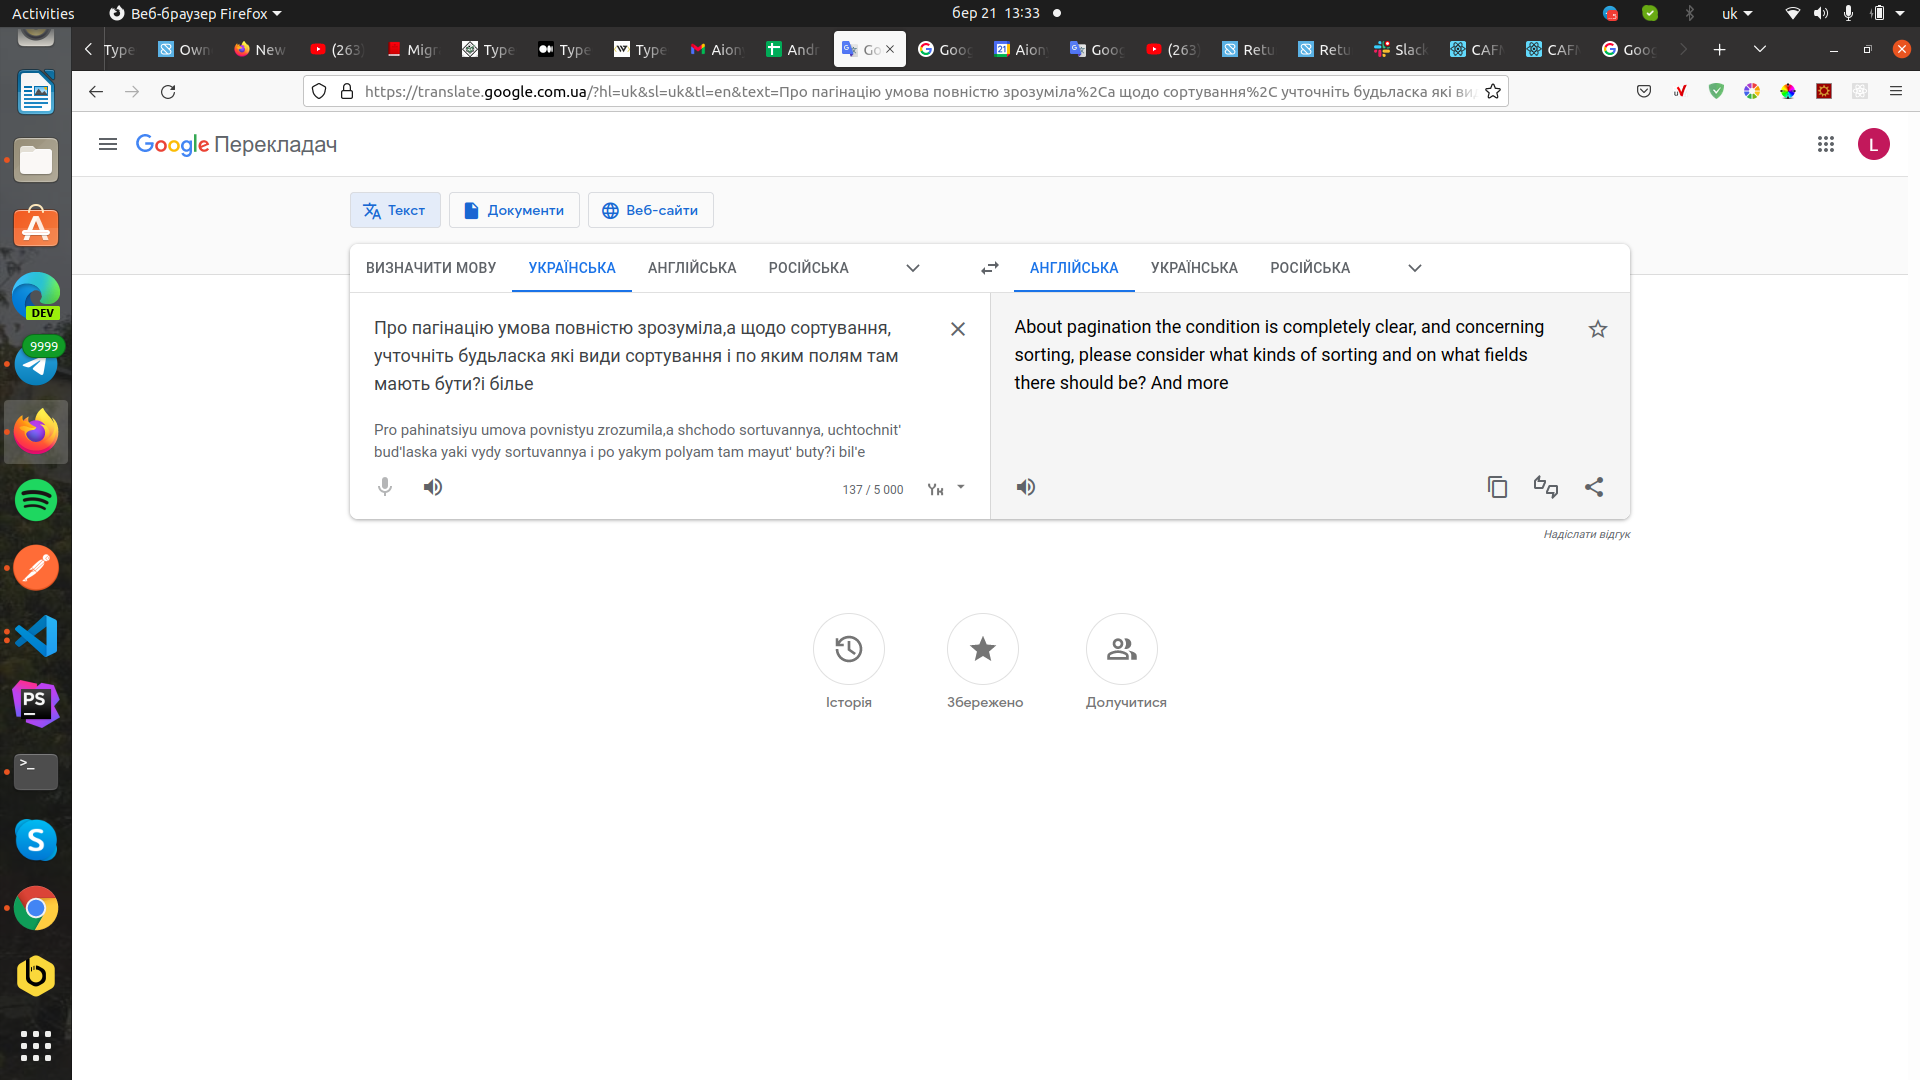 Activities
Веб-браузер Firefox
бер 21 13:33
uk
Type
Own
New
(263)
Migr
Type
Type
Type
Aion
Andr
Go
Goog
Aion
Goog
(263)
Retu
Retu
Slack
CAFM
CAFM
Goog
https://translate.google.com.ua/?hl=uk&sl=uk&tl=en&text=Про пагінацію умова повністю зрозуміла%2Cа щодо сортування%2C учточніть будьласка які ви
Google Перекладач
L
Текст
Документи
Веб-сайти
ВИЗНАЧИТИ МОВУ
УКРАЇНСЬКА
АНГЛІЙСЬКА
РОСІЙСЬКА
АНГЛІЙСЬКА
УКРАЇНСЬКА
РОСІЙСЬКА
Про пагінацію умова повністю зрозуміла,а щодо сортування,
учточніть будьласка які види сортування і по яким полям там
мають бути?і білье
Pro pahinatsiyu umova povnistyu zrozumila,a shchodo sortuvannya, uchtochnit'
bud'laska yaki vydy sortuvannya i po yakym polyam tam mayut' buty?i bil'e
137 / 5 000
About pagination the condition is completely clear, and concerning
sorting, please consider what kinds of sorting and on what fields
there should be? And more
Надіслати відгук
Історія
Збережено
Долучитися
DEV
9999
PS
>_
S